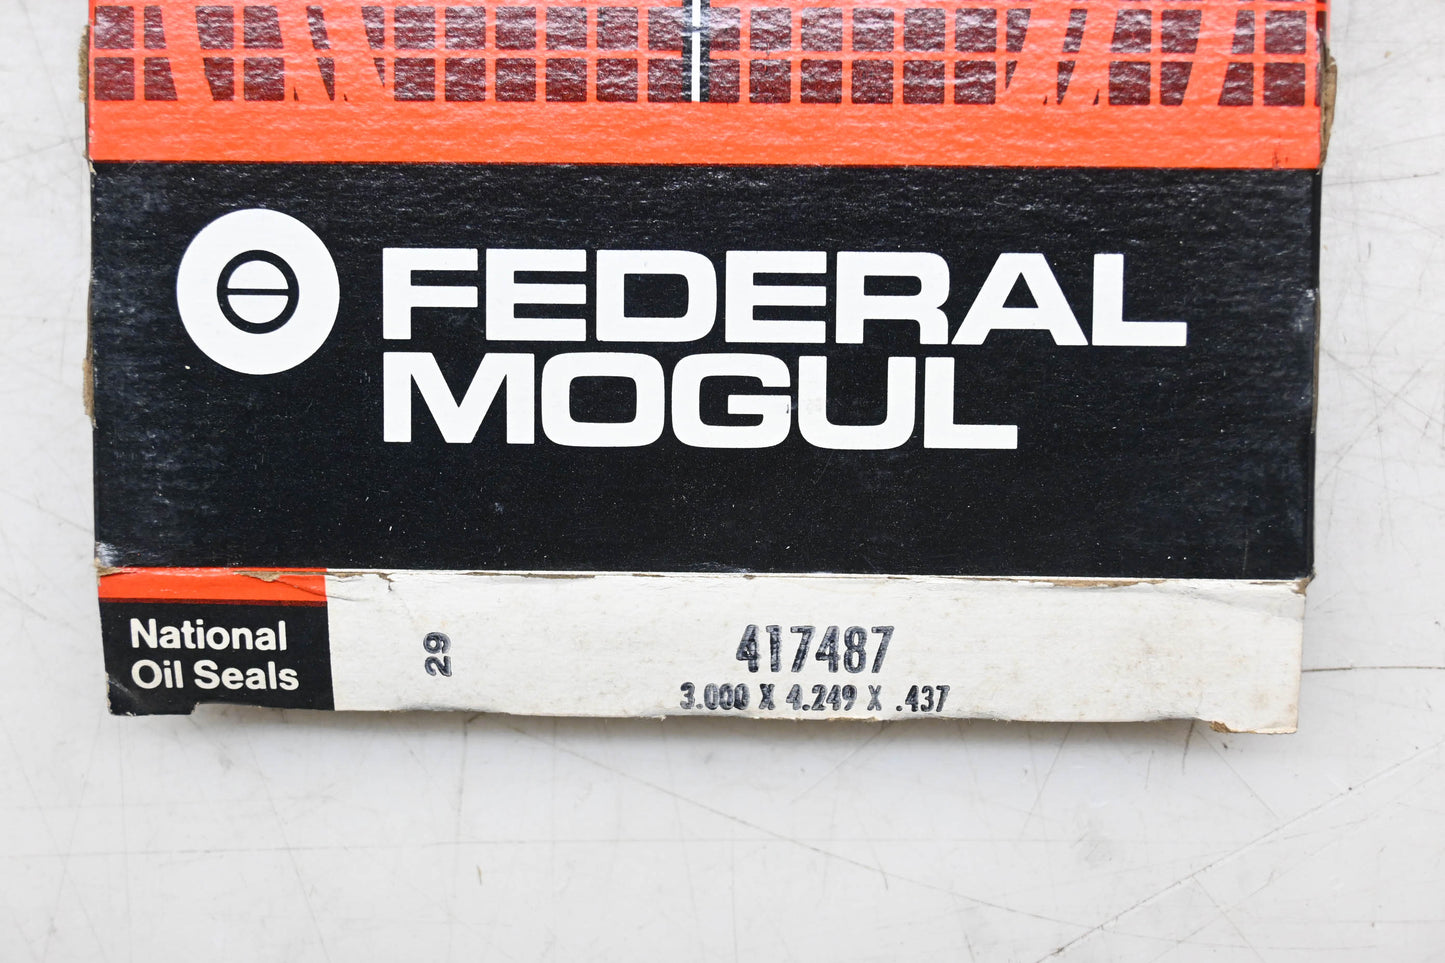 FEDERAL
MOGUL
National
Oil Seals
29
417487
3.000 X 4.249 X .437